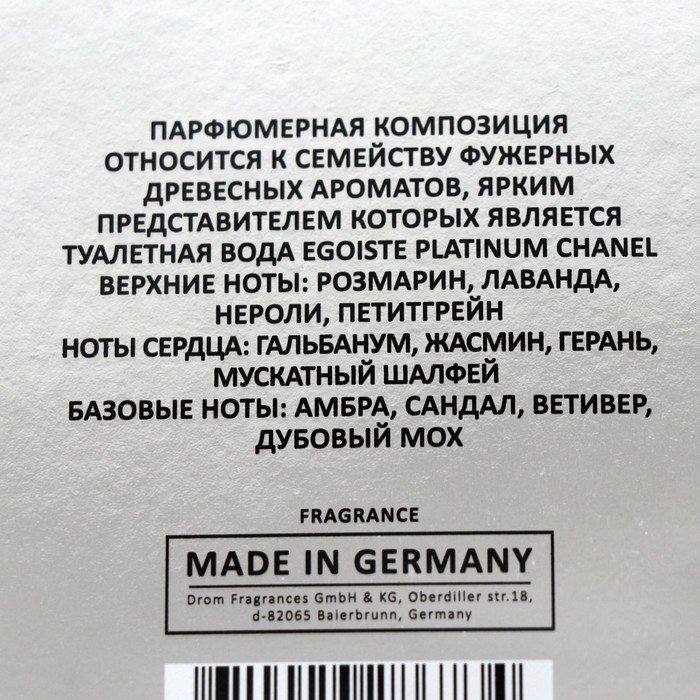 ПАРФЮМЕРНАЯ КОМПОЗИЦИЯ
ОТНОСИТСЯ К СЕМЕЙСТВУ ФУЖЕРНЫХ
ДРЕВЕСНЫХ АРОМАТОВ, ЯРКИМ
ПРЕДСТАВИТЕЛЕМ КОТОРЫХ ЯВЛЯЕТСЯ
ТУАЛЕТНАЯ ВОДА EGOISTE PLATINUM CHANEL
ВЕРХНИЕ НОТЫ: РОЗМАРИН, ЛАВАНДА,
НЕРОЛИ, ПЕТИТГРЕЙН
НОТЫ СЕРДЦА: ГАЛЬБАНУМ, ЖАСМИН, ГЕРАНЬ,
МУСКАТНЫЙ ШАЛФЕЙ
БАЗОВЫЕ НОТЫ: АМБРА, САНДАЛ, ВЕТИВЕР,
ДУБОВЫЙ МОХ
FRAGRANCE
MADE IN GERMANY
Drom Fragrances GmbH & KG, Oberdiller str.18,
d-82065 Baierbrunn, Germany